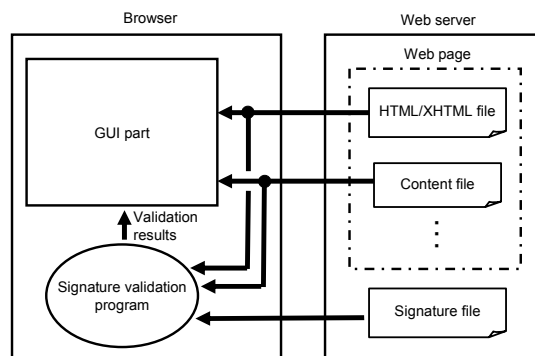 Browser
Web server
Web page
HTML/XHTML file
GUI part
Content file
Validation
results
Signature validation
program
Signature file